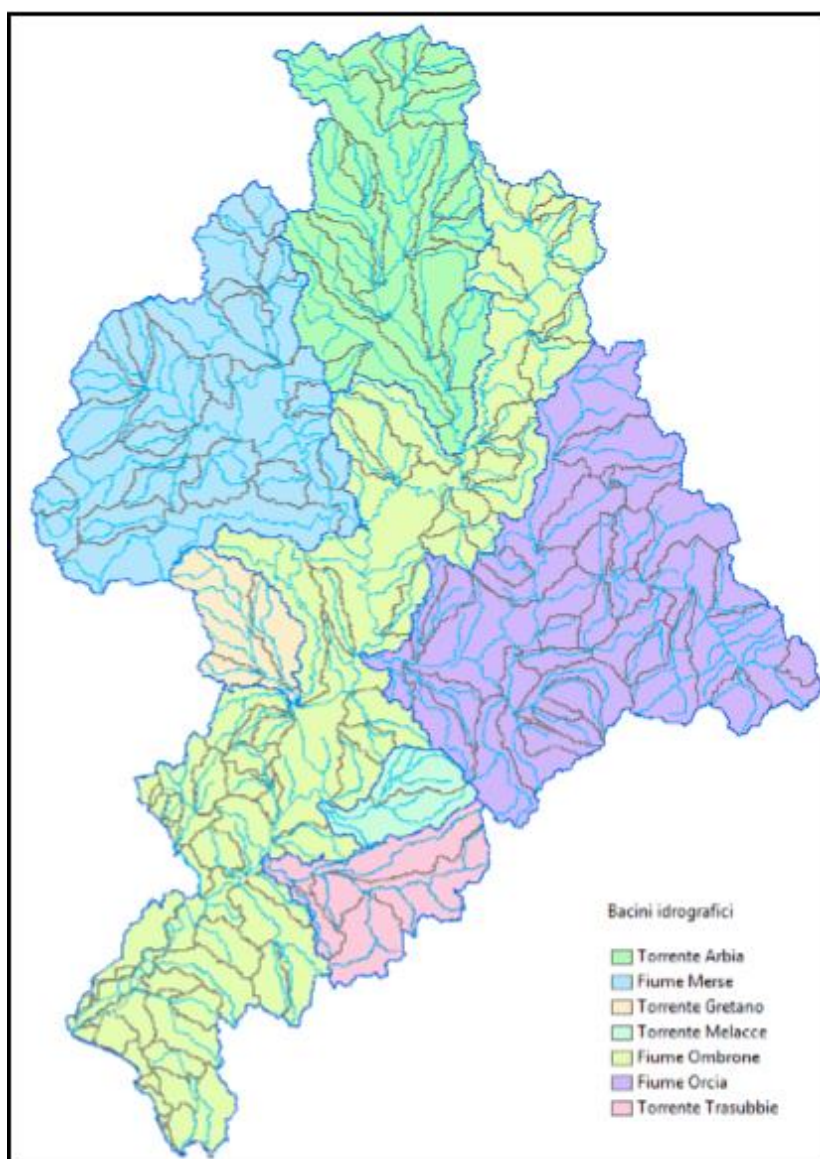 Bacini idrografici
Torrente Arbia
Fiume Merse
Torrente Gretano
Torrente Melacce
Fiume Ombrone
Fiume Orcia
Torrente Trasubbie